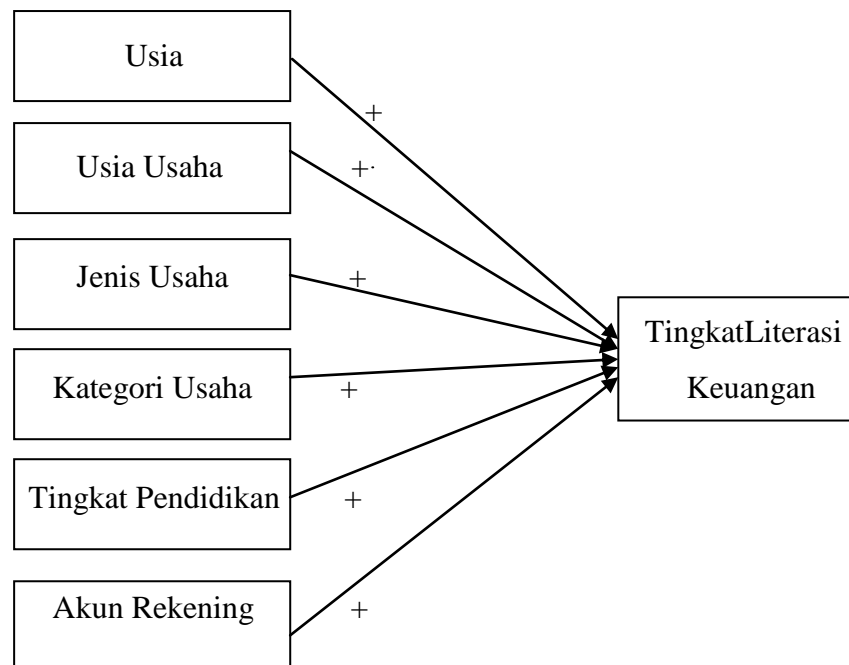 Usia
+
Usia Usaha
+
Jenis Usaha
+
TingkatLiterasi
Keuangan
Kategori Usaha
+
Tingkat Pendidikan
+
Akun Rekening
+